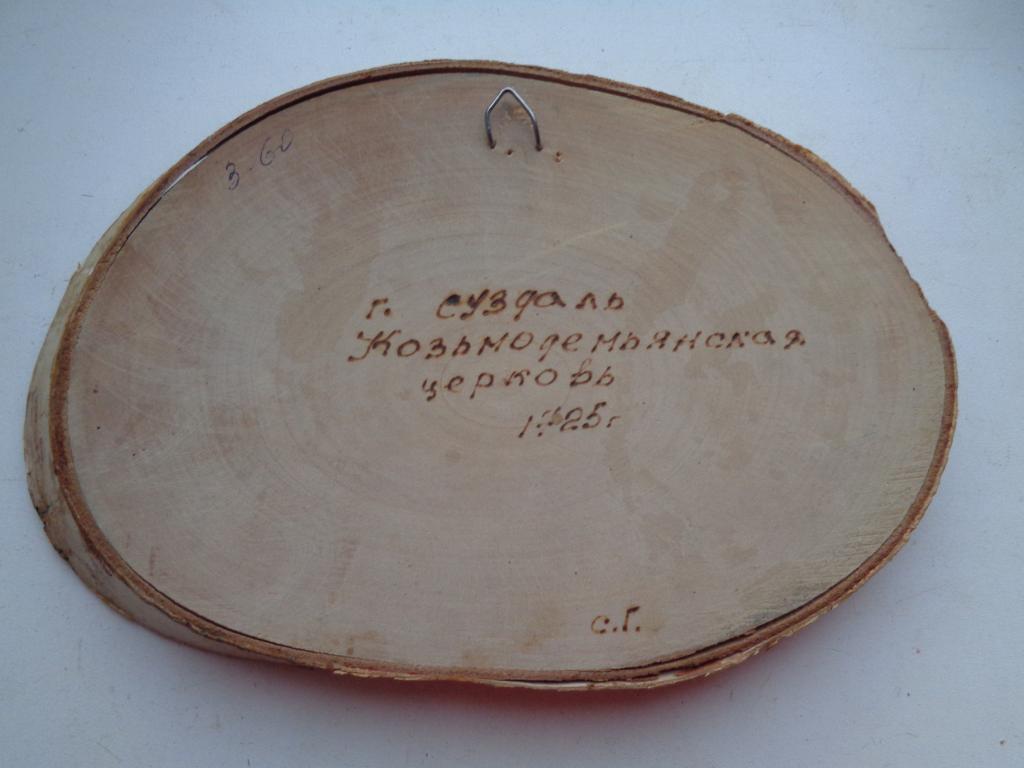 3-60
г. суздаль
Козьмодемьянская
церковь
1725г
с.Г.